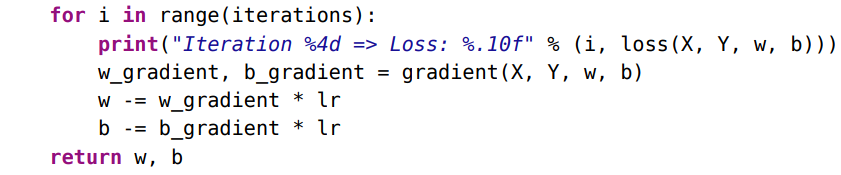 for i in range(iterations):
    print("Iteration %4d => Loss: %.10f" % (i, loss(X, Y, w, b)))
    w_gradient, b_gradient = gradient(X, Y, w, b)
    w -= w_gradient * lr
    b -= b_gradient * lr
return w, b